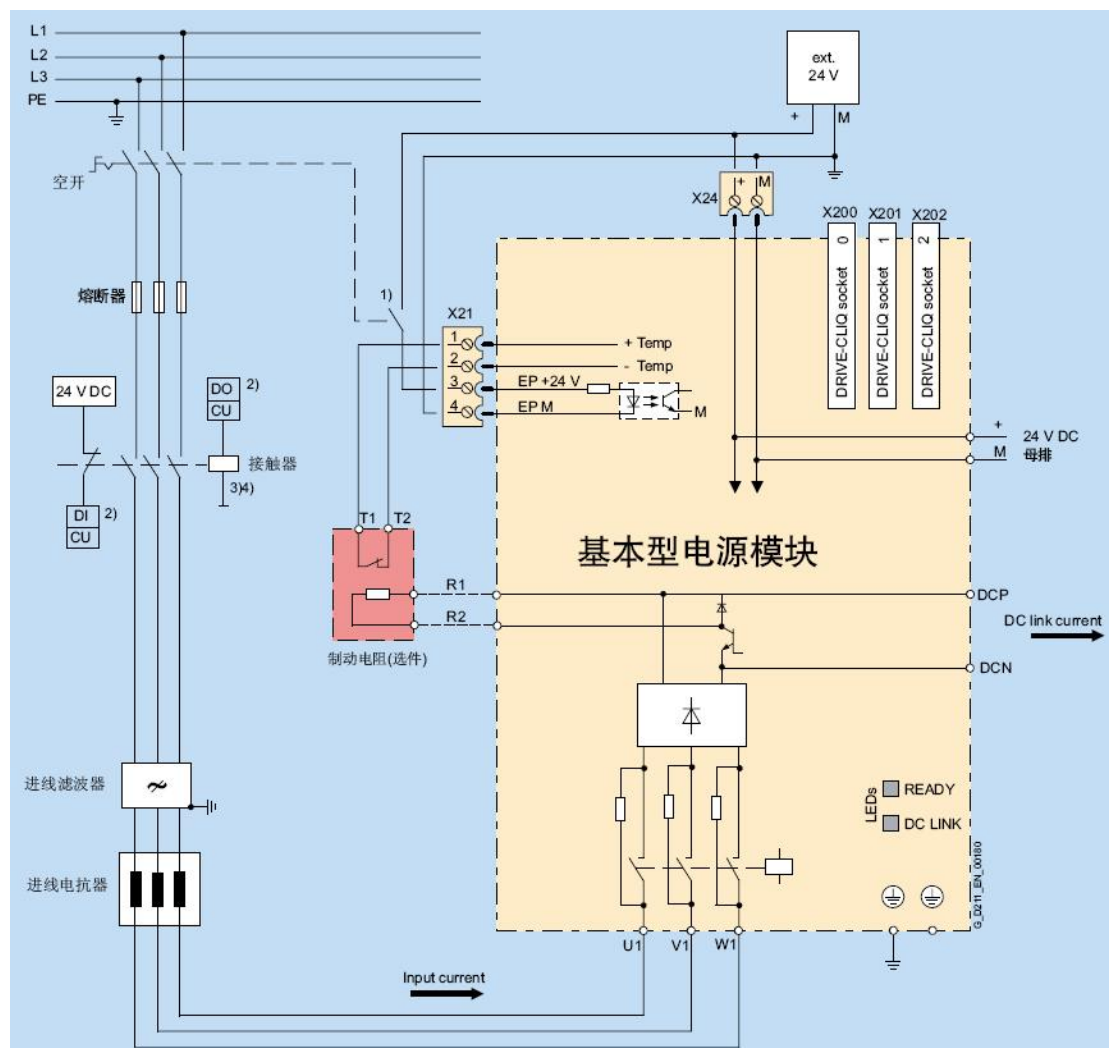 L1
L2
L3
PE
ext.
24 V
+ M
空开
X24
+ M
X200 X201 X202
DRIVE-CLiQ socket 0
DRIVE-CLiQ socket 1
DRIVE-CLiQ socket 2
熔断器
1)
X21
1
2
3
4
+ Temp
- Temp
EP +24 V
EP M
M
24 V DC
DO 2)
CU
接触器
3)4)
DI 2)
CU
+
M
24 V DC
母排
T1 T2
基本型电源模块
R1
R2
DCP
DC link current
DCN
制动电阻(选件)
进线滤波器
进线电抗器
LEDs
READY
DC LINK
G_D211_EN_00180
U1 V1 W1
Input current